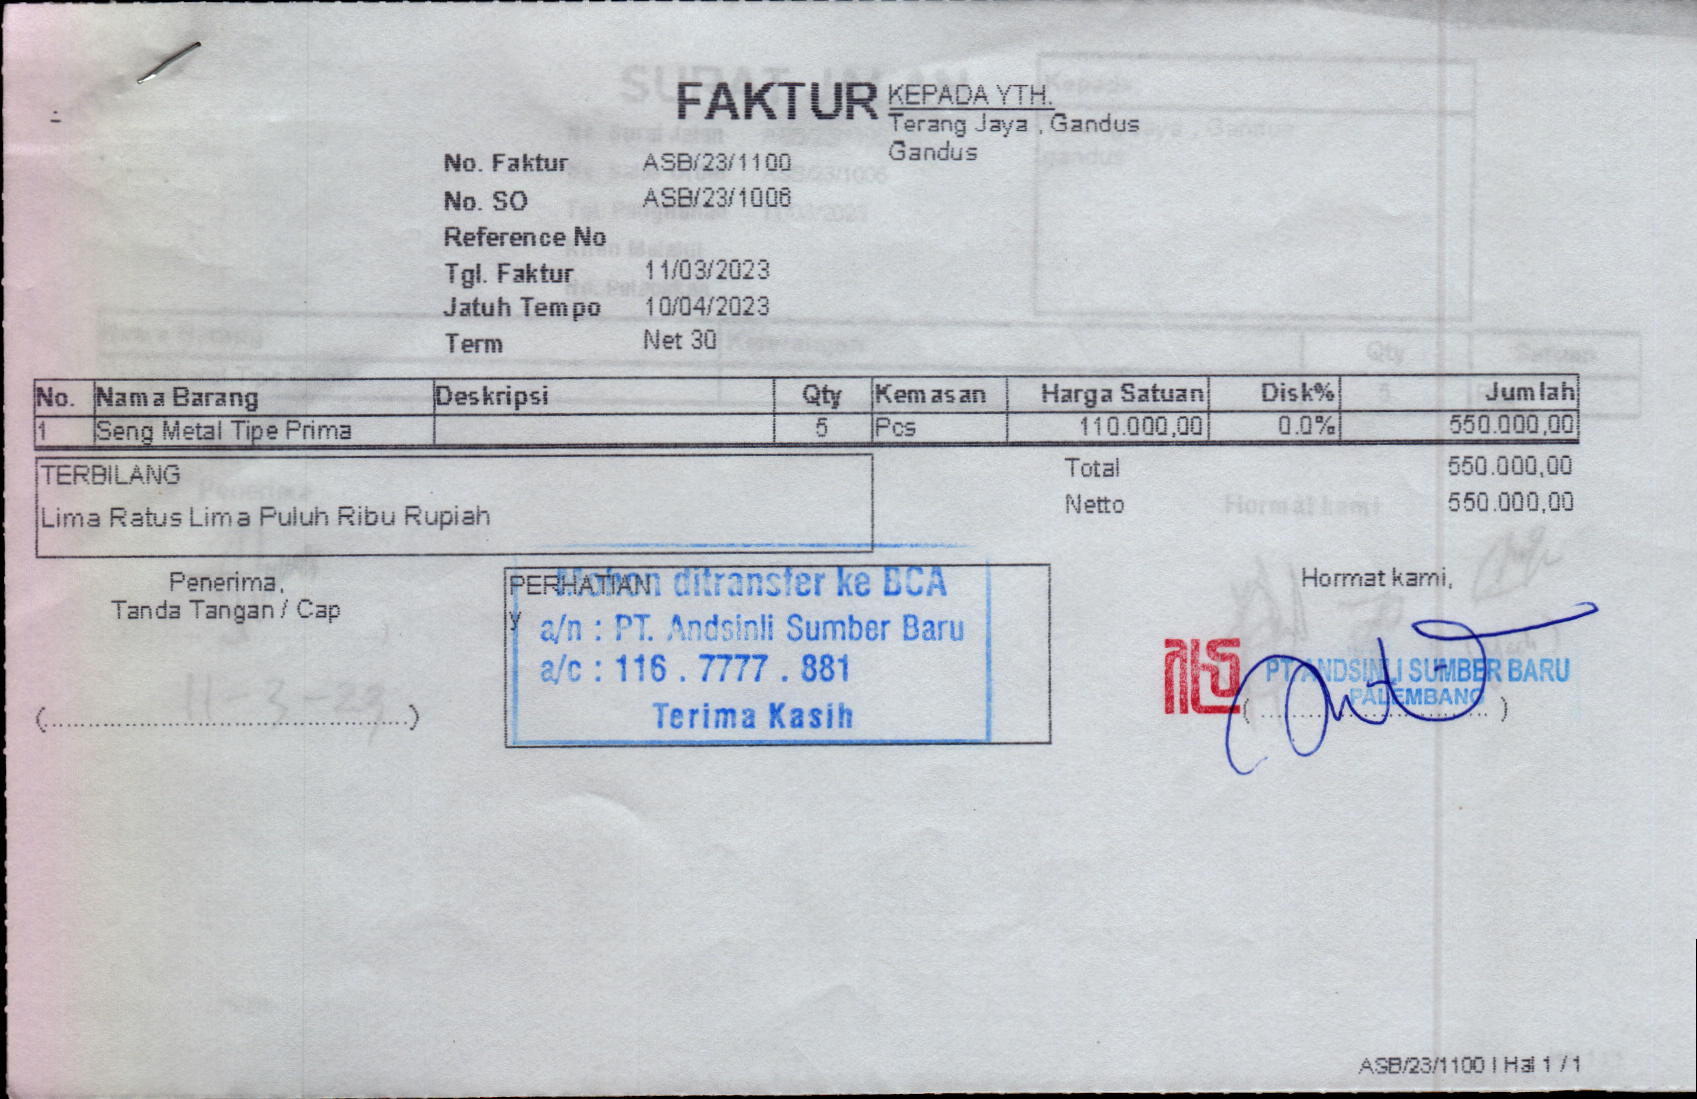 FAKTUR
KEPADA YTH.
Terang Jaya , Gandus
Gandus
No. Faktur ASB/23/1100
No. SO ASB/23/1006
Reference No
Tgl. Faktur 11/03/2023
Jatuh Tempo 10/04/2023
Term Net 30
No. Nama Barang Deskripsi Qty Kemasan Harga Satuan Disk% Jumlah
1 Seng Metal Tipe Prima 5 Pcs 110.000,00 0.0% 550.000,00
TERBILANG
Lima Ratus Lima Puluh Ribu Rupiah
Total 550.000,00
Netto 550.000,00
Penerima,
Tanda Tangan / Cap
(....................................................)
PERHATIAN
y
Mohon ditransfer ke BCA
a/n : PT. Andsinli Sumber Baru
a/c : 116 . 7777 . 881
Terima Kasih
Hormat kami,
PT ANDSINLI SUMBER BARU
PALEMBANG
(....................................)
11-3-23
ASB/23/1100 | Hal 1 / 1